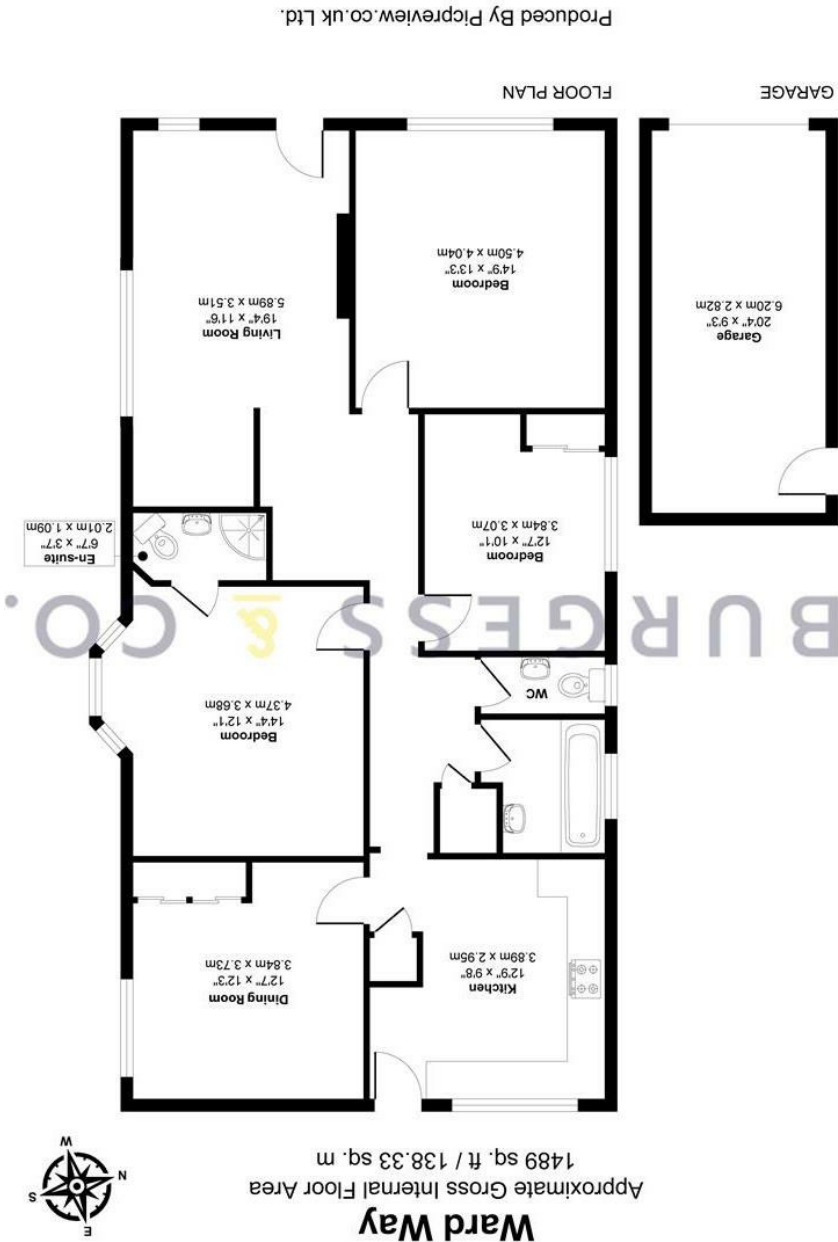 Ward Way
Approximate Gross Internal Floor Area
1489 sq. ft / 138.33 sq. m
E
N
S
W
Kitchen
12'9" x 9'8"
3.89m x 2.95m
Dining Room
12'7" x 12'3"
3.84m x 3.73m
WC
Bedroom
14'4" x 12'1"
4.37m x 3.68m
BURGESS & CO.
Bedroom
12'7" x 10'1"
3.84m x 3.07m
En-suite
6'7" x 3'7"
2.01m x 1.09m
Garage
20'4" x 9'3"
6.20m x 2.82m
Bedroom
14'9" x 13'3"
4.50m x 4.04m
Living Room
19'4" x 11'6"
5.89m x 3.51m
GARAGE
FLOOR PLAN
Produced By Picpreview.co.uk Ltd.